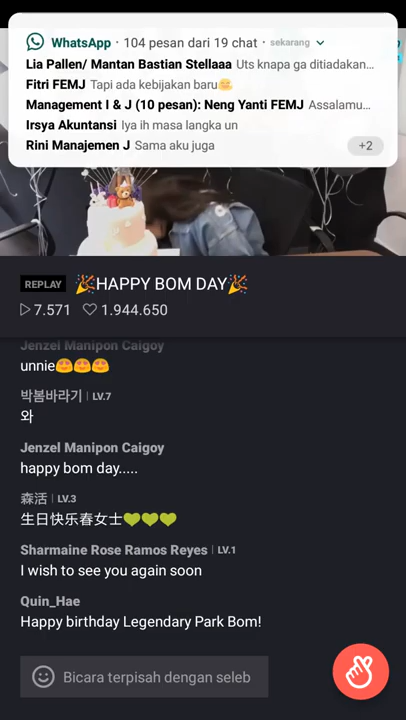 WhatsApp · 104 pesan dari 19 chat · sekarang
Lia Pallen/ Mantan Bastian Stellaaa Uts knapa ga ditiadakan...
Fitri FEMJ Tapi ada kebijakan baru😊
Management I & J (10 pesan): Neng Yanti FEMJ Assalamu...
Irsya Akuntansi Iya ih masa langka un
Rini Manajemen J Sama aku juga
+2
REPLAY 🎉HAPPY BOM DAY🎉
7.571 1.944.650
Jenzel Manipon Caigoy
unnie😍😍😍
박봄바라기 | LV.7
와
Jenzel Manipon Caigoy
happy bom day.....
森活 | LV.3
生日快乐春女士💚💚💚
Sharmaine Rose Ramos Reyes | LV.1
I wish to see you again soon
Quin_Hae
Happy birthday Legendary Park Bom!
Bicara terpisah dengan seleb